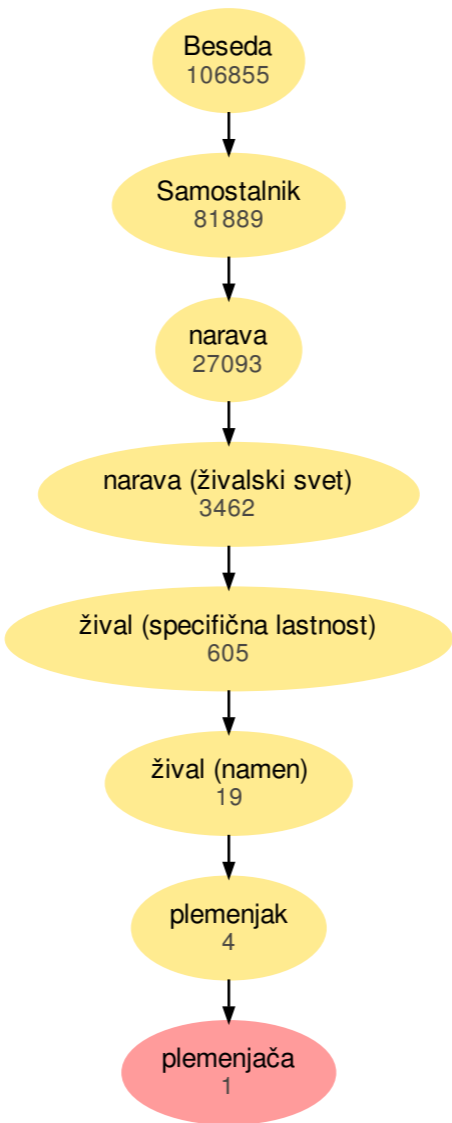 Beseda
106855
Samostalnik
81889
narava
27093
narava (živalski svet)
3462
žival (specifična lastnost)
605
žival (namen)
19
plemenjak
4
plemenjača
1